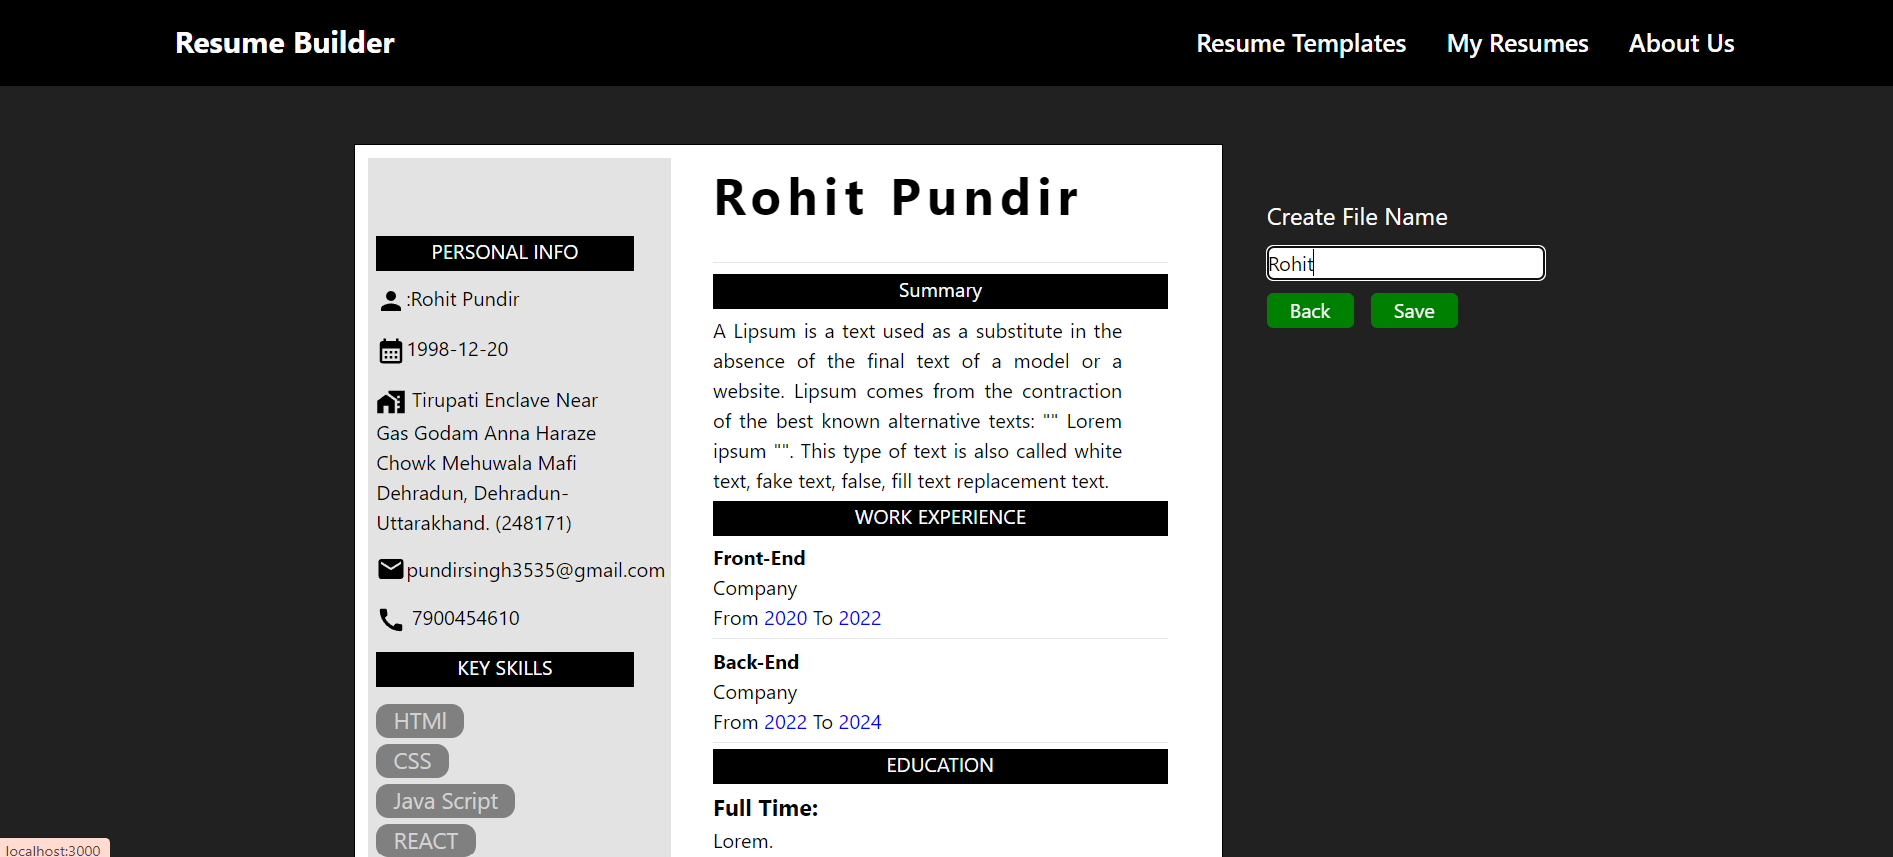 Resume Builder
Resume Templates
My Resumes
About Us
PERSONAL INFO
:Rohit Pundir
1998-12-20
Tirupati Enclave Near
Gas Godam Anna Haraze
Chowk Mehuwala Mafi
Dehradun, Dehradun-
Uttarakhand. (248171)
pundirsingh3535@gmail.com
7900454610
KEY SKILLS
HTMl
CSS
Java Script
REACT
Rohit Pundir
Summary
A Lipsum is a text used as a substitute in the
absence of the final text of a model or a
website. Lipsum comes from the contraction
of the best known alternative texts: "" Lorem
ipsum "". This type of text is also called white
text, fake text, false, fill text replacement text.
WORK EXPERIENCE
Front-End
Company
From 2020 To 2022
Back-End
Company
From 2022 To 2024
EDUCATION
Full Time:
Lorem.
Create File Name
Rohit
Back
Save
localhost:3000